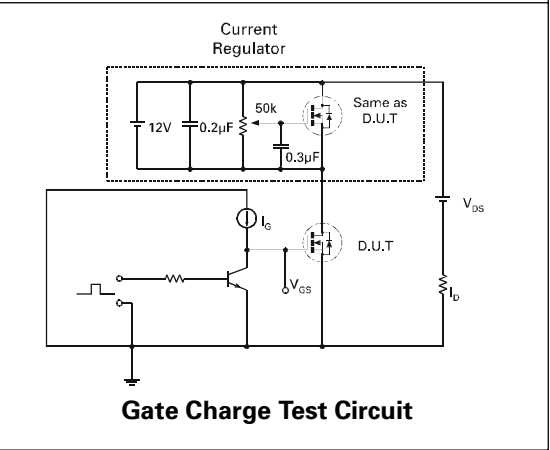 Current
Regulator
12V
0.2µF
50k
0.3µF
Same as
D.U.T
V_DS
I_G
D.U.T
V_GS
I_D
Gate Charge Test Circuit